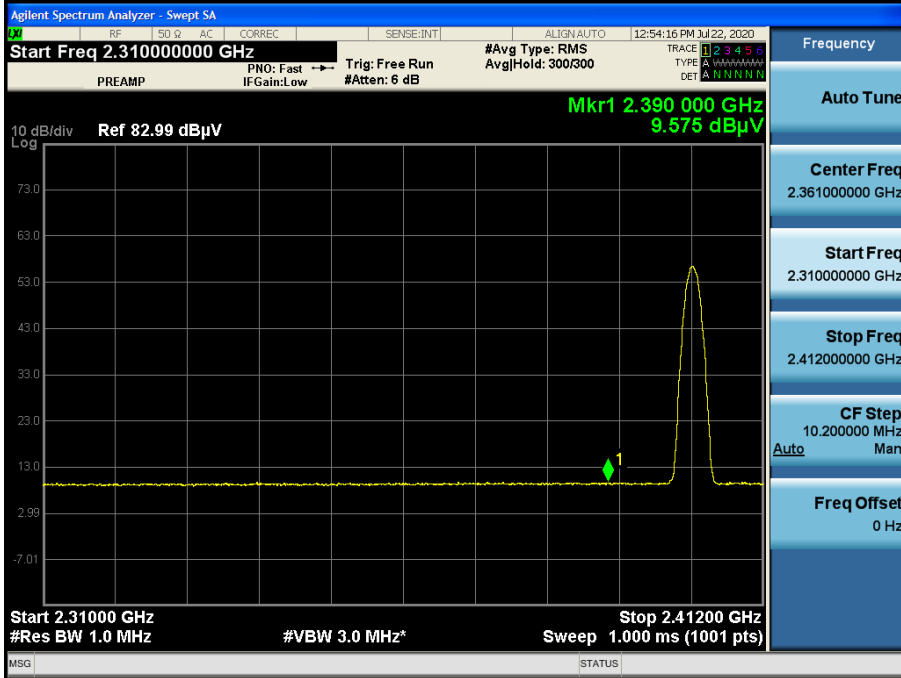 Agilent Spectrum Analyzer - Swept SA
LXI RF 50 Ω AC CORREC SENSE:INT ALIGN AUTO 12:54:16 PM Jul 22, 2020
Start Freq 2.310000000 GHz
PREAMP
PNO: Fast
IFGain:Low
Trig: Free Run
#Atten: 6 dB
#Avg Type: RMS
Avg|Hold: 300/300
TRACE 1 2 3 4 5 6
TYPE A WWWWW
DET A N N N N N
Mkr1 2.390 000 GHz
9.575 dBµV
10 dB/div
Log
Ref 82.99 dBµV
73.0
63.0
53.0
43.0
33.0
23.0
13.0
2.99
-7.01
1
Start 2.31000 GHz
Stop 2.41200 GHz
#Res BW 1.0 MHz
#VBW 3.0 MHz*
Sweep 1.000 ms (1001 pts)
MSG
STATUS
Frequency
Auto Tune
Center Freq
2.361000000 GHz
Start Freq
2.310000000 GHz
Stop Freq
2.412000000 GHz
CF Step
10.200000 MHz
Auto Man
Freq Offset
0 Hz